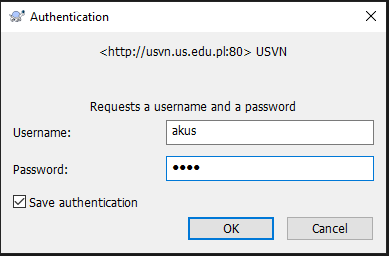 Authentication
<http://usvn.us.edu.pl:80> USVN
Requests a username and a password
Username:
akus
Password:
●●●●
Save authentication
OK
Cancel